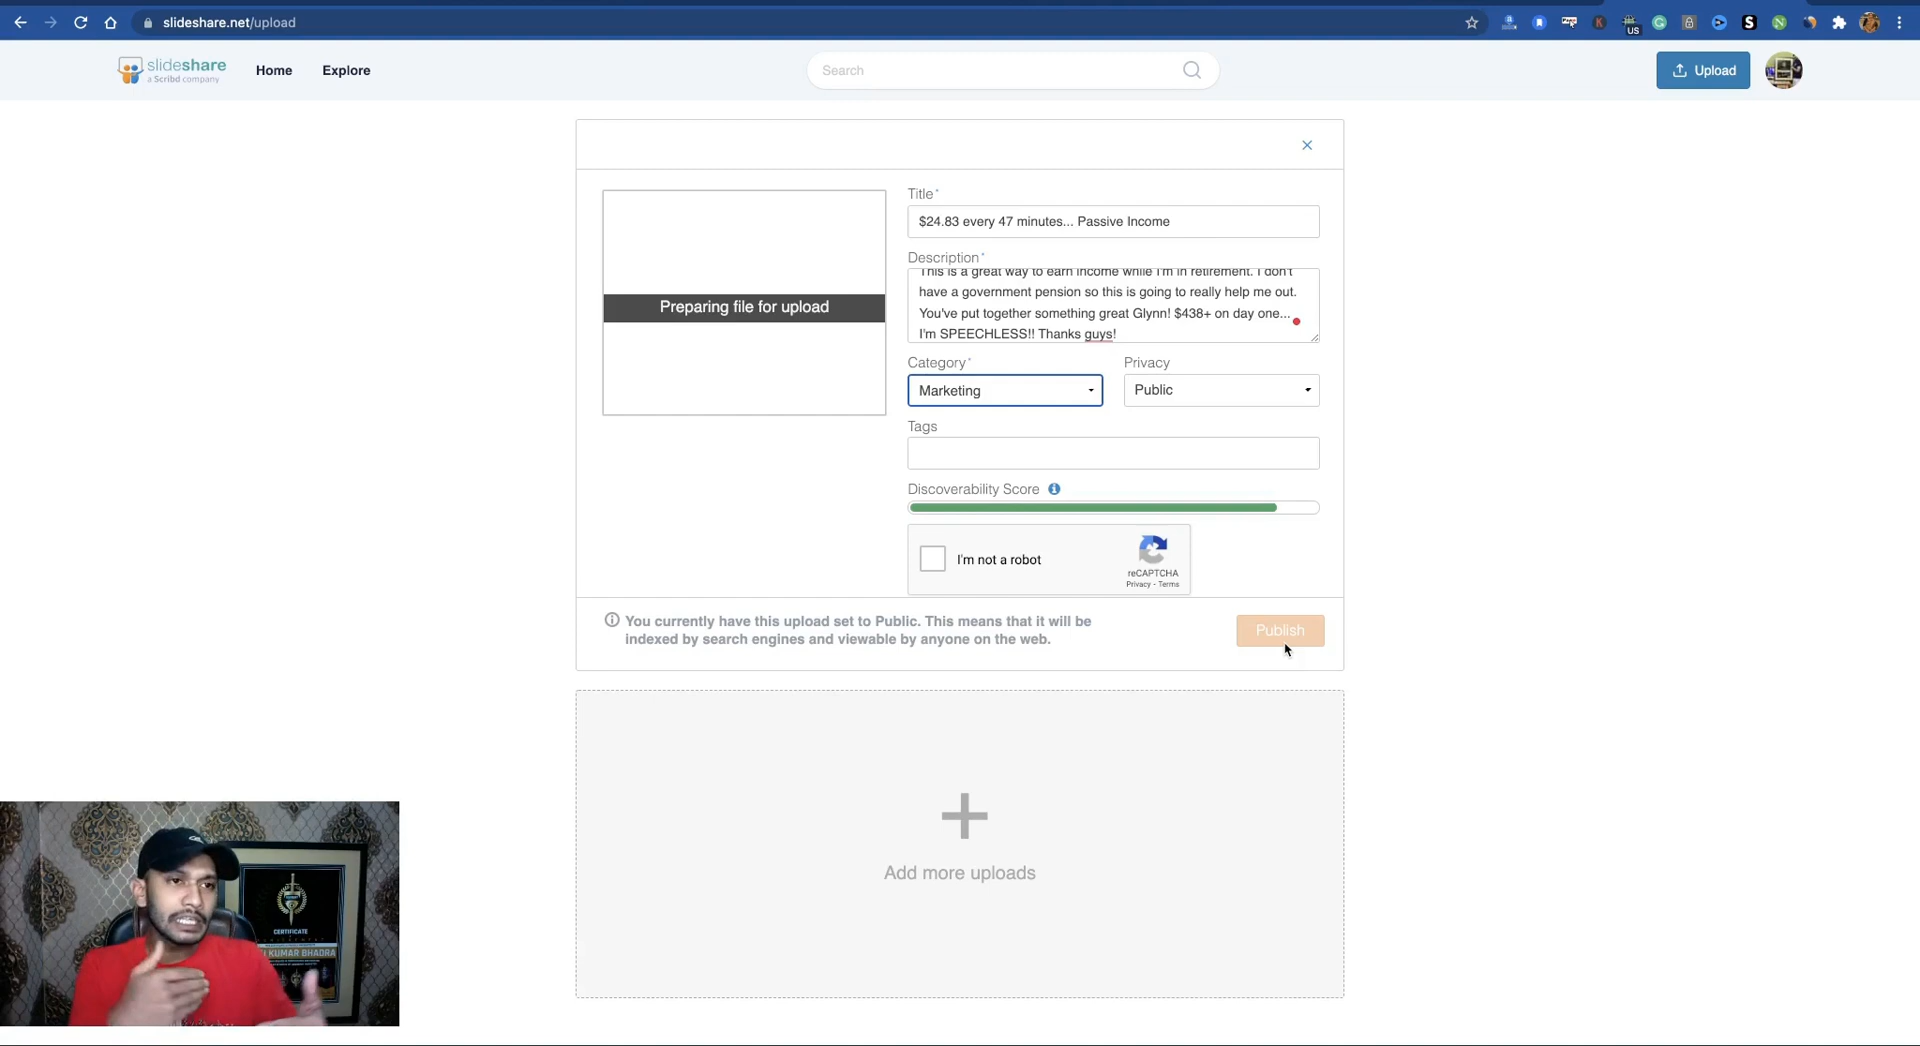 slideshare.net/upload
US
slideshare
a Scribd company
Home
Explore
Search
Upload
Title*
$24.83 every 47 minutes... Passive Income
Description*
This is a great way to earn income while I'm in retirement. I don't
have a government pension so this is going to really help me out.
You've put together something great Glynn! $438+ on day one...
I'm SPEECHLESS!! Thanks guys!
Preparing file for upload
Category*
Privacy
Marketing
Public
Tags
Discoverability Score
I'm not a robot
reCAPTCHA
Privacy - Terms
You currently have this upload set to Public. This means that it will be
indexed by search engines and viewable by anyone on the web.
Publish
Add more uploads
CERTIFICATE
KUMAR BHADRA